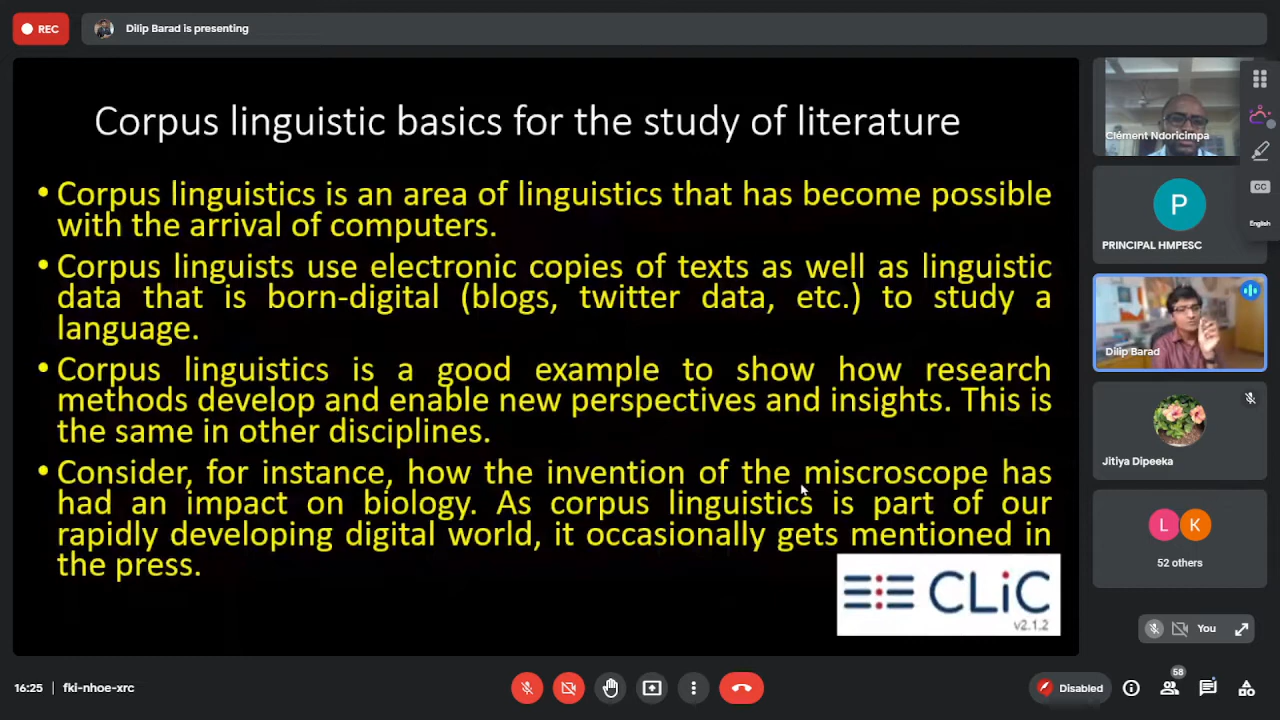 REC
Dilip Barad is presenting
Corpus linguistic basics for the study of literature
• Corpus linguistics is an area of linguistics that has become possible
with the arrival of computers.
• Corpus linguists use electronic copies of texts as well as linguistic
data that is born-digital (blogs, twitter data, etc.) to study a
language.
• Corpus linguistics is a good example to show how research
methods develop and enable new perspectives and insights. This is
the same in other disciplines.
• Consider, for instance, how the invention of the miscroscope has
had an impact on biology. As corpus linguistics is part of our
rapidly developing digital world, it occasionally gets mentioned in
the press.
CLiC
v2.1.2
Clément Ndoricimpa
P
PRINCIPAL HMPESC
Dilip Barad
Jitiya Dipeeka
L K
52 others
You
CC
English
16:25 | fki-nhoe-xrc
Disabled
58